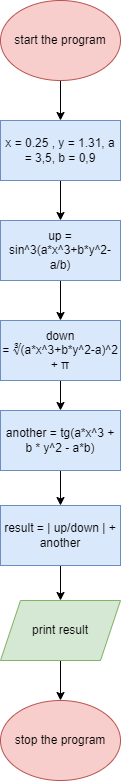 start the program
x = 0.25 , y = 1.31, a
= 3,5, b = 0,9
up =
sin^3(a*x^3+b*y^2-
a/b)
down
= ∛(a*x^3+b*y^2-a)^2
+ π
another = tg(a*x^3 +
b * y^2 - a*b)
result = | up/down | +
another
print result
stop the program